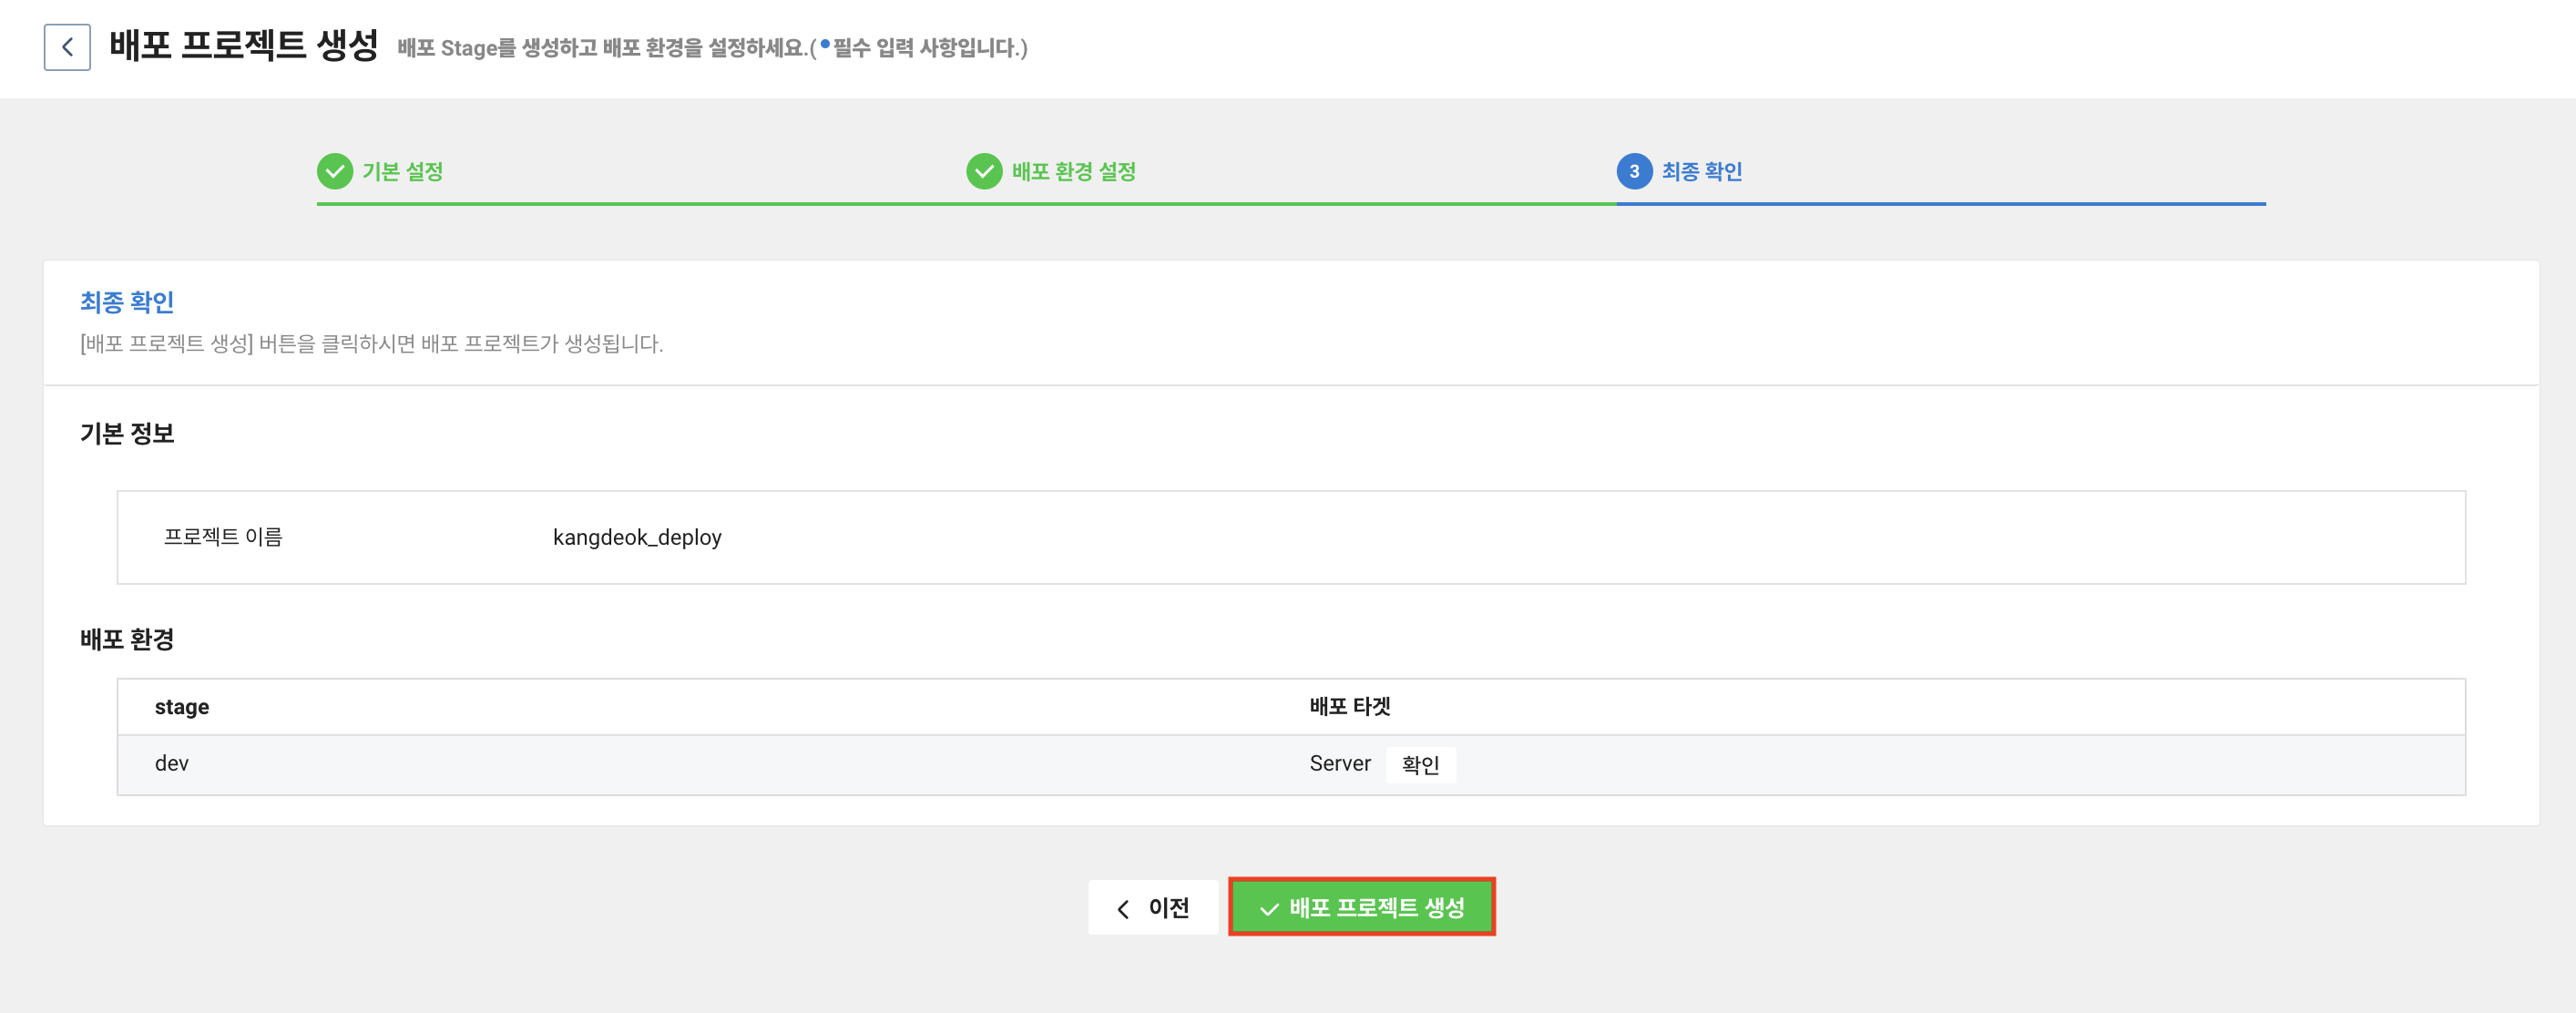 배포 프로젝트 생성 배포 Stage를 생성하고 배포 환경을 설정하세요.(•필수 입력 사항입니다.)
기본 설정 배포 환경 설정 3 최종 확인
최종 확인
[배포 프로젝트 생성] 버튼을 클릭하시면 배포 프로젝트가 생성됩니다.
기본 정보
프로젝트 이름 kangdeok_deploy
배포 환경
stage 배포 타겟
dev Server 확인
이전 배포 프로젝트 생성